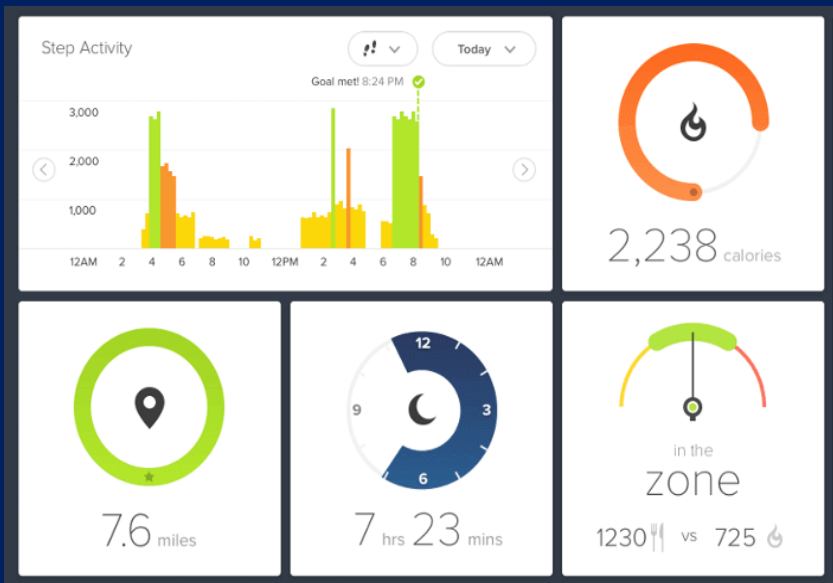 Step Activity
Today
Goal met! 8:24 PM
3,000
2,000
1,000
12AM 2 4 6 8 10 12PM 2 4 6 8 10 12AM
2,238 calories
7.6 miles
12
3
6
9
7 hrs 23 mins
in the
zone
1230 vs 725